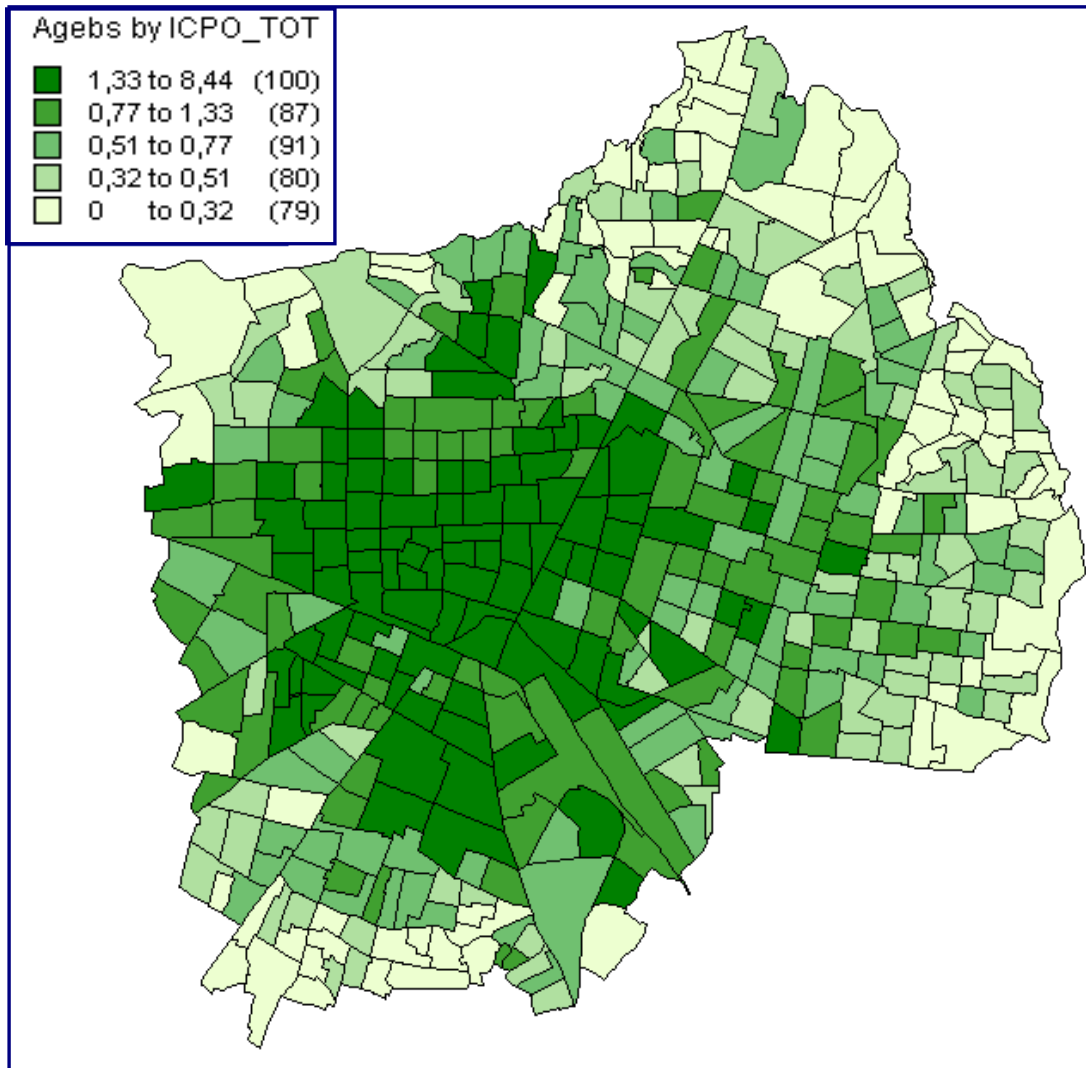 Agebs by ICPO_TOT
1,33 to 8,44 (100)
0,77 to 1,33 (87)
0,51 to 0,77 (91)
0,32 to 0,51 (80)
0 to 0,32 (79)